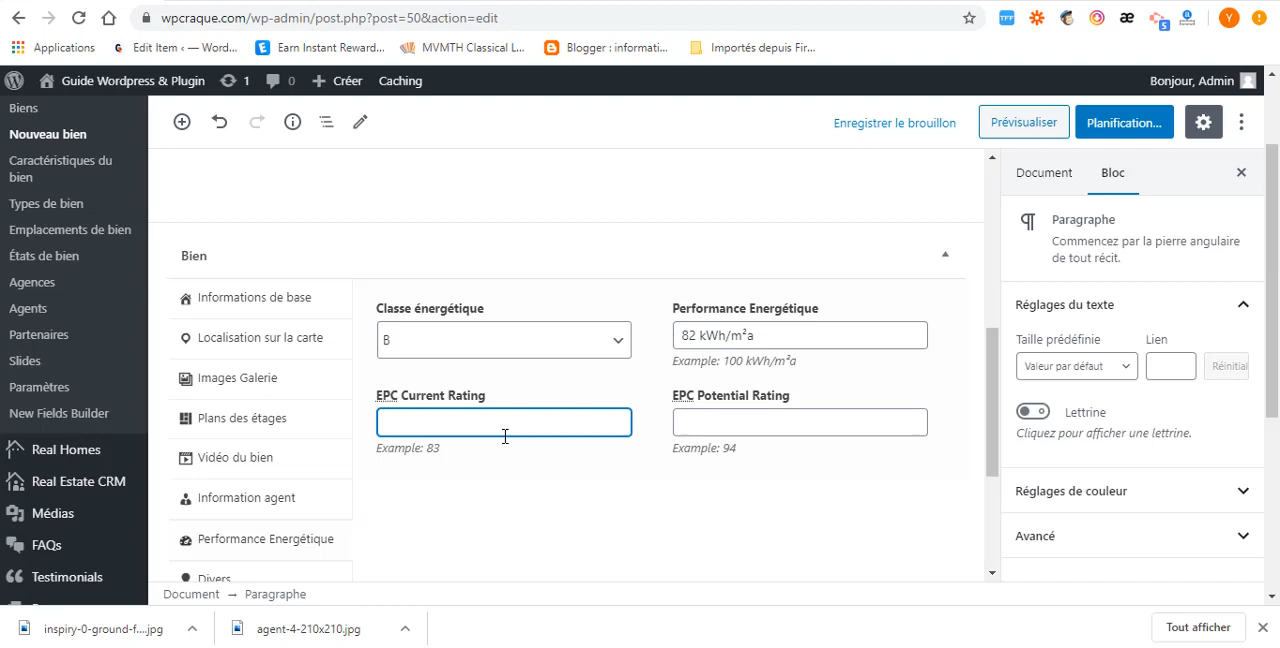 wpcraque.com/wp-admin/post.php?post=50&action=edit
TFF
æ
5
Y
Applications
G Edit Item ‹ — Word...
Earn Instant Reward...
MVMTH Classical L...
Blogger : informati...
Importés depuis Fir...
Guide Wordpress & Plugin
1
0
Créer
Caching
Bonjour, Admin
Biens
Nouveau bien
Caractéristiques du
bien
Types de bien
Emplacements de bien
États de bien
Agences
Agents
Partenaires
Slides
Paramètres
New Fields Builder
Real Homes
Real Estate CRM
Médias
FAQs
Testimonials
Enregistrer le brouillon
Prévisualiser
Planification...
Bien
Informations de base
Localisation sur la carte
Images Galerie
Plans des étages
Vidéo du bien
Information agent
Performance Energétique
Divers
Classe énergétique
B
Performance Energétique
82 kWh/m²a
Example: 100 kWh/m²a
EPC Current Rating
Example: 83
EPC Potential Rating
Example: 94
Document → Paragraphe
Document
Bloc
Paragraphe
Commencez par la pierre angulaire
de tout récit.
Réglages du texte
Taille prédéfinie
Lien
Valeur par défaut
Réinitial
Lettrine
Cliquez pour afficher une lettrine.
Réglages de couleur
Avancé
inspiry-0-ground-f....jpg
agent-4-210x210.jpg
Tout afficher